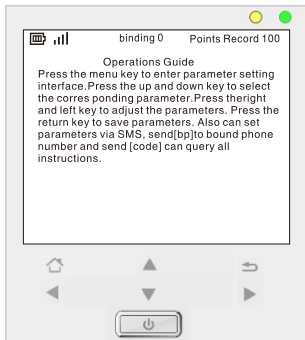 binding 0 Points Record 100
Operations Guide
Press the menu key to enter parameter setting
interface.Press the up and down key to select
the corres ponding parameter.Press theright
and left key to adjust the parameters. Press the
return key to save parameters. Also can set
parameters via SMS, send[bp]to bound phone
number and send [code] can query all
instructions.